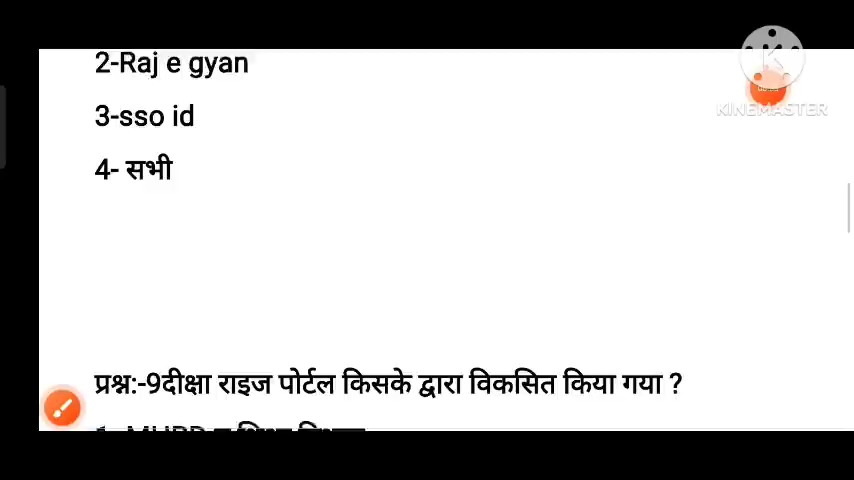 2-Raj e gyan
KINEMASTER
3-sso id
4- सभी
प्रश्न:-9दीक्षा राइज पोर्टल किसके द्वारा विकसित किया गया ?